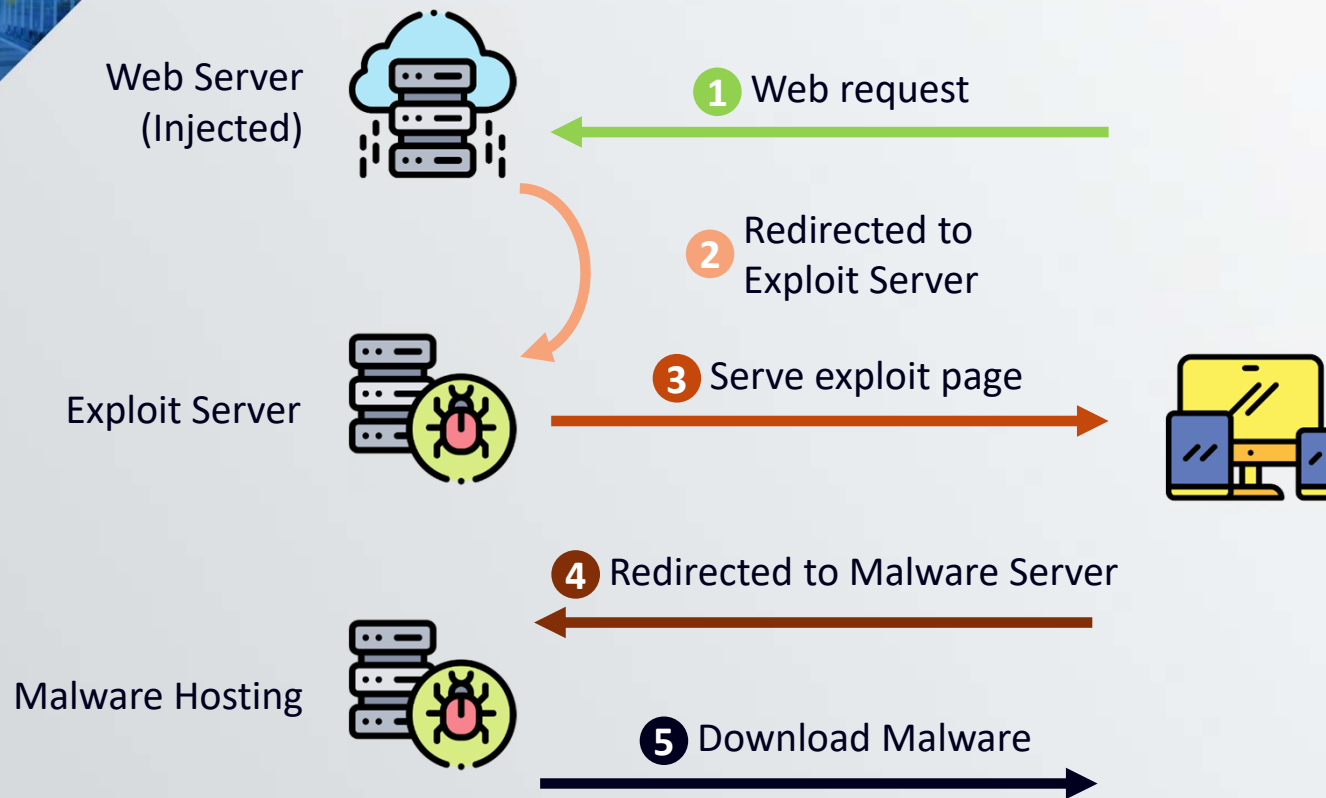 Web Server
(Injected)
1 Web request
2 Redirected to
Exploit Server
Exploit Server
3 Serve exploit page
4 Redirected to Malware Server
Malware Hosting
5 Download Malware